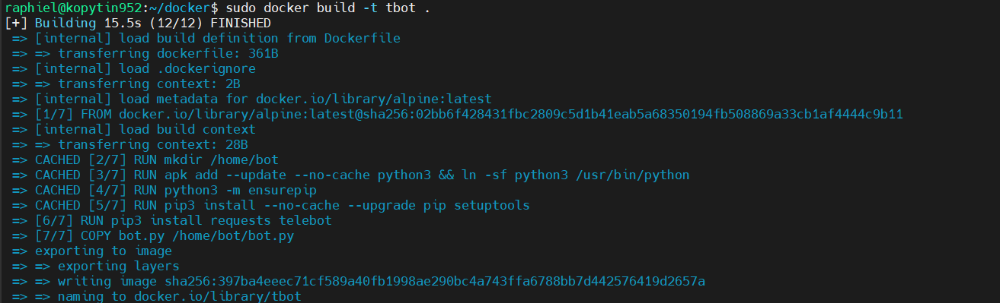 raphiel@kopytin952:~/docker$ sudo docker build -t tbot .
[+] Building 15.5s (12/12) FINISHED
=> [internal] load build definition from Dockerfile
=> => transferring dockerfile: 361B
=> [internal] load .dockerignore
=> => transferring context: 2B
=> [internal] load metadata for docker.io/library/alpine:latest
=> [1/7] FROM docker.io/library/alpine:latest@sha256:02bb6f428431fbc2809c5d1b41eab5a68350194fb508869a33cb1af4444c9b11
=> [internal] load build context
=> => transferring context: 28B
=> CACHED [2/7] RUN mkdir /home/bot
=> CACHED [3/7] RUN apk add --update --no-cache python3 && ln -sf python3 /usr/bin/python
=> CACHED [4/7] RUN python3 -m ensurepip
=> CACHED [5/7] RUN pip3 install --no-cache --upgrade pip setuptools
=> [6/7] RUN pip3 install requests telebot
=> [7/7] COPY bot.py /home/bot/bot.py
=> exporting to image
=> => exporting layers
=> => writing image sha256:397ba4eeec71cf589a40fb1998ae290bc4a743ffa6788bb7d442576419d2657a
=> => naming to docker.io/library/tbot